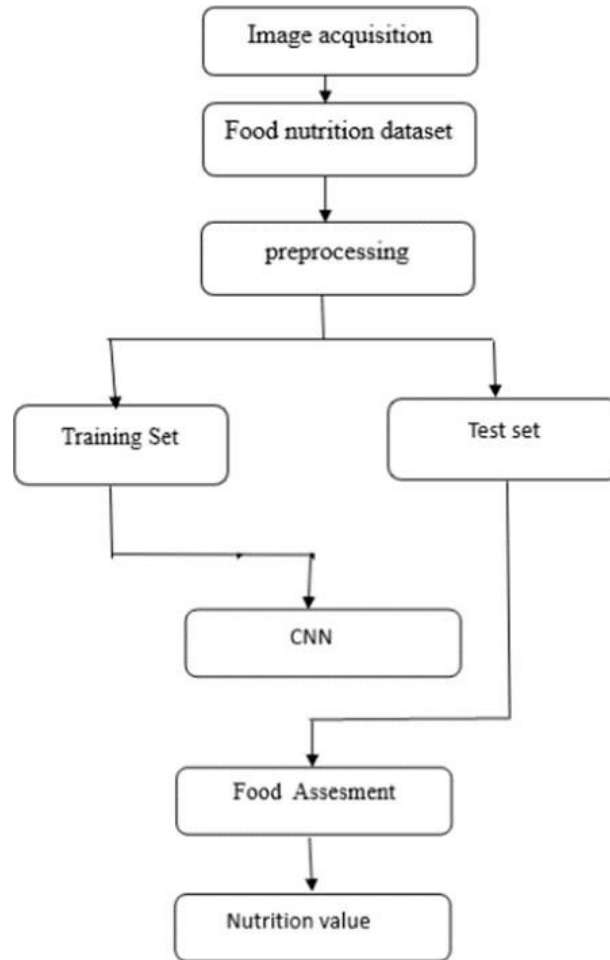 Image acquisition
Food nutrition dataset
preprocessing
Training Set
Test set
CNN
Food Assesment
Nutrition value